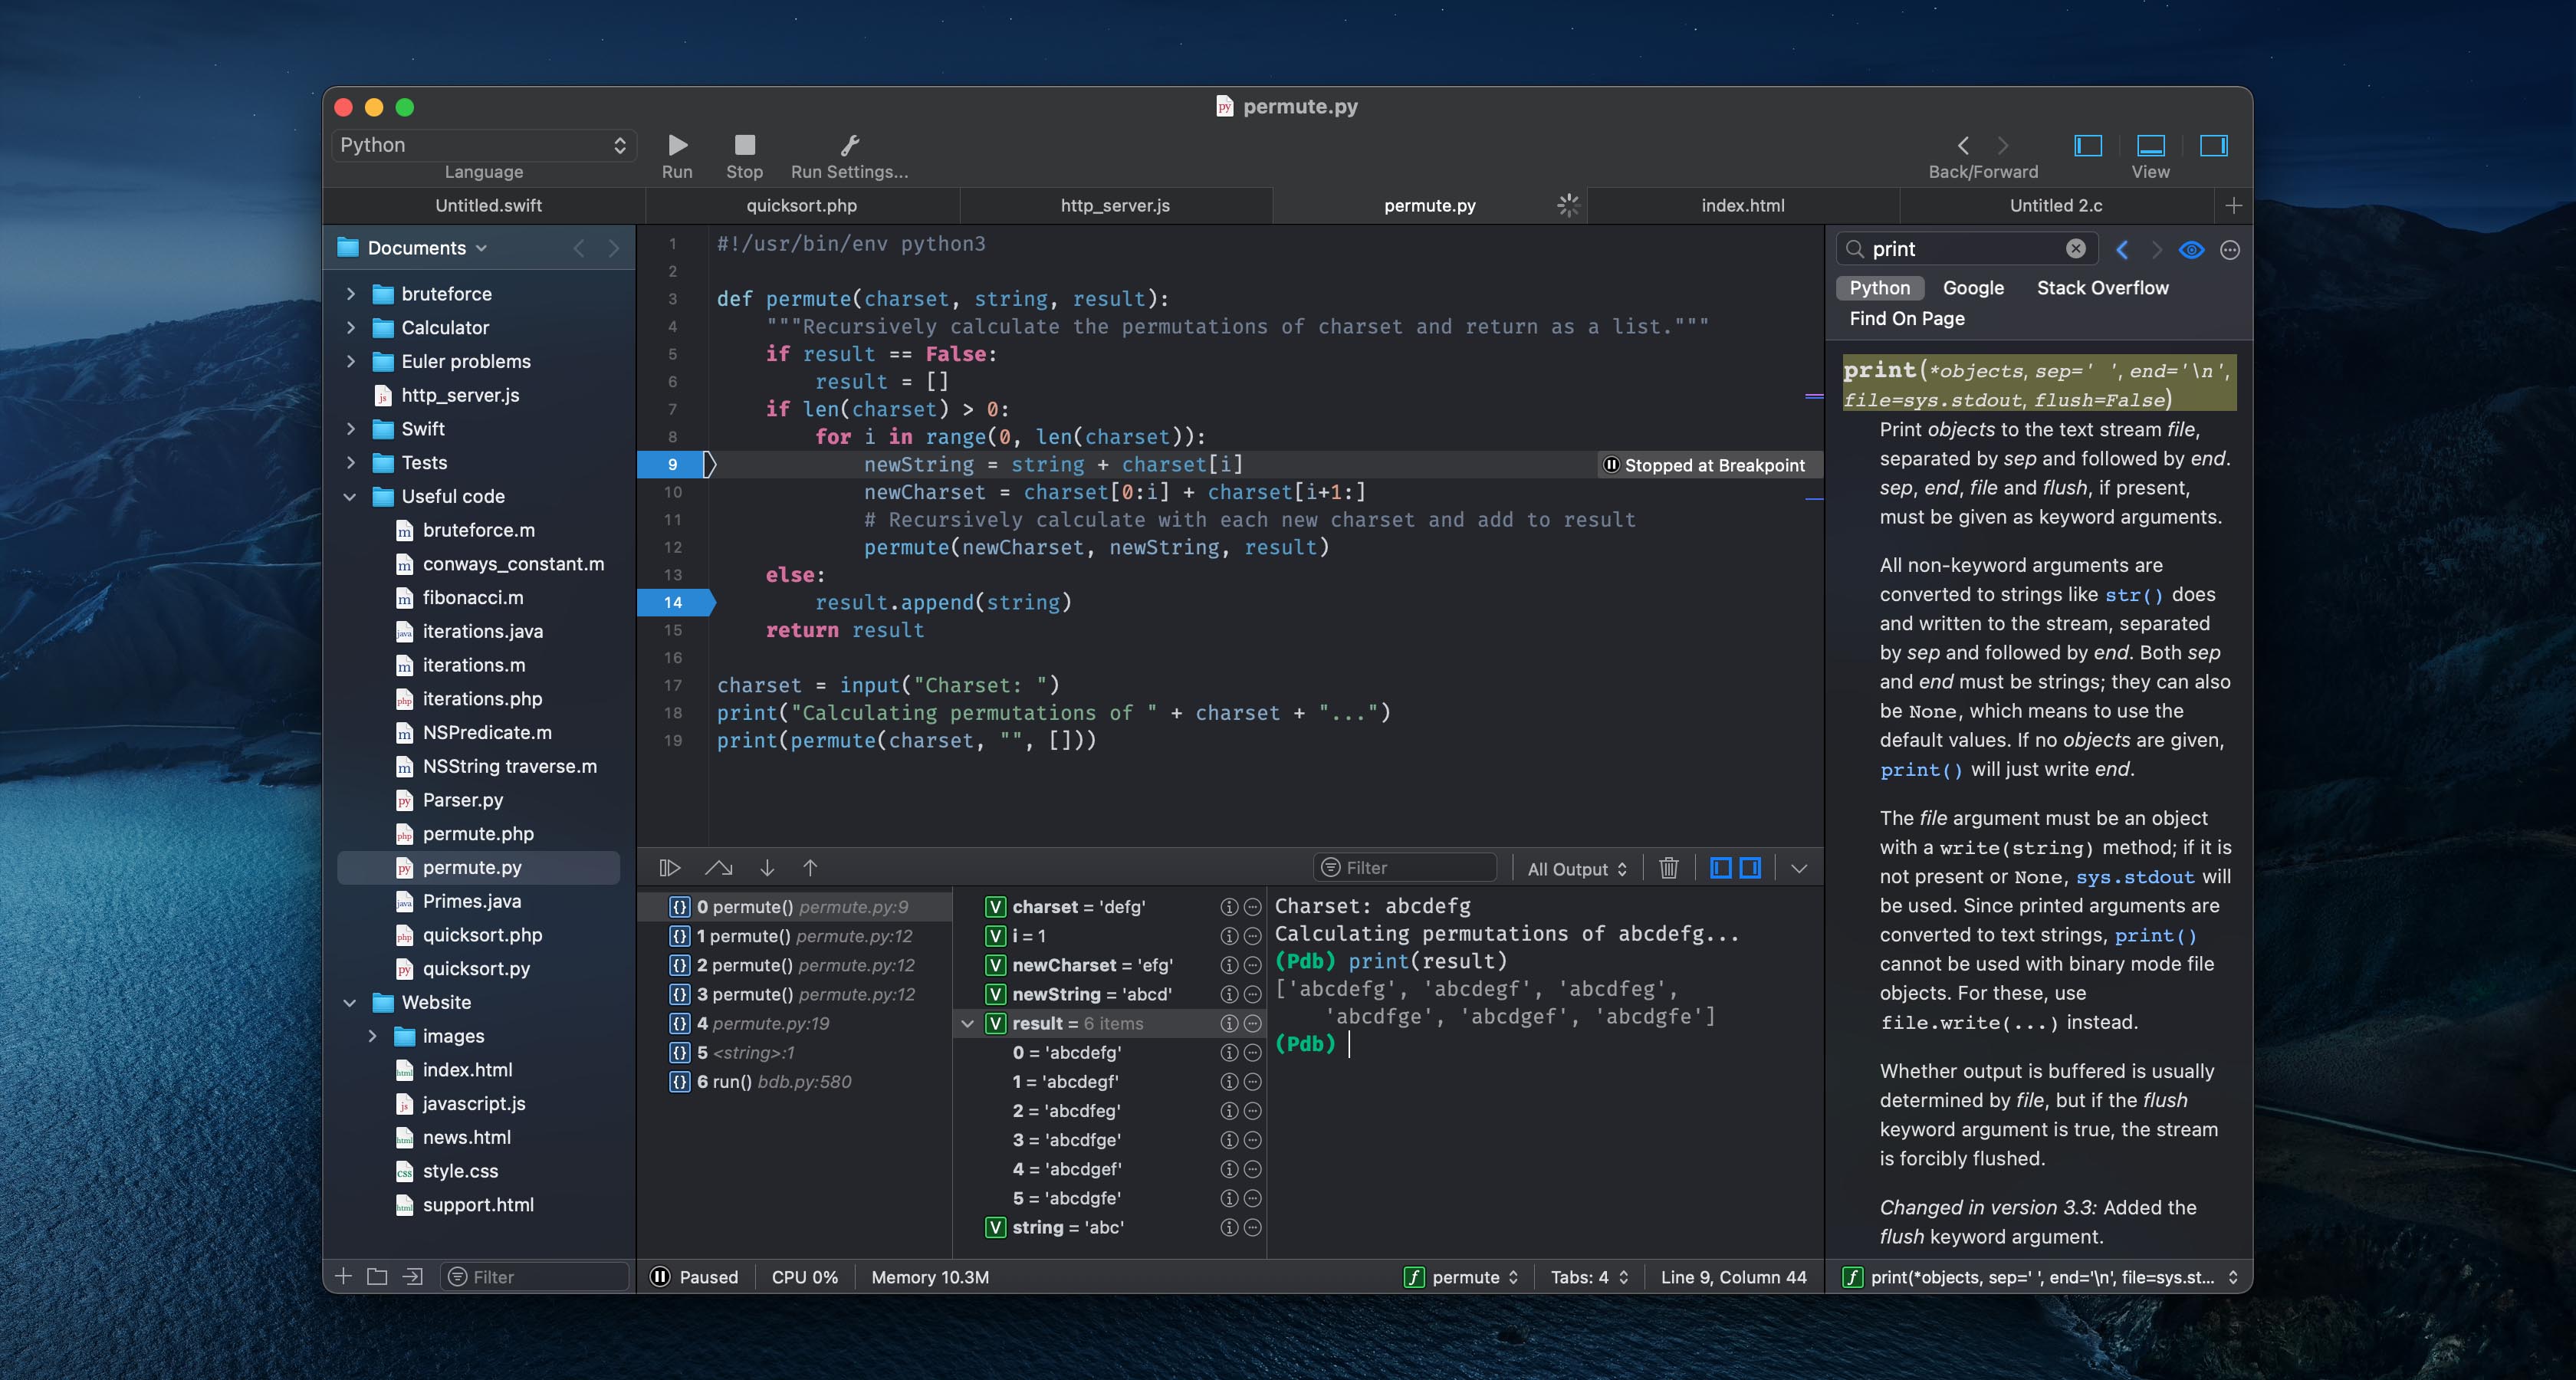 permute.py
Python
Language
Run
Stop
Run Settings...
Back/Forward
View
Untitled.swift
quicksort.php
http_server.js
permute.py
index.html
Untitled 2.c
Documents
bruteforce
Calculator
Euler problems
http_server.js
Swift
Tests
Useful code
bruteforce.m
conways_constant.m
fibonacci.m
iterations.java
iterations.m
iterations.php
NSPredicate.m
NSString traverse.m
Parser.py
permute.php
permute.py
Primes.java
quicksort.php
quicksort.py
Website
images
index.html
javascript.js
news.html
style.css
support.html
Filter
1 #!/usr/bin/env python3
2
3 def permute(charset, string, result):
4 """Recursively calculate the permutations of charset and return as a list."""
5 if result == False:
6 result = []
7 if len(charset) > 0:
8 for i in range(0, len(charset)):
9 newString = string + charset[i]
Stopped at Breakpoint
10 newCharset = charset[0:i] + charset[i+1:]
11 # Recursively calculate with each new charset and add to result
12 permute(newCharset, newString, result)
13 else:
14 result.append(string)
15 return result
16
17 charset = input("Charset: ")
18 print("Calculating permutations of " + charset + "...")
19 print(permute(charset, "", []))
Filter
All Output
{} 0 permute() permute.py:9
{} 1 permute() permute.py:12
{} 2 permute() permute.py:12
{} 3 permute() permute.py:12
{} 4 permute.py:19
{} 5 <string>:1
{} 6 run() bdb.py:580
V charset = 'defg'
V i = 1
V newCharset = 'efg'
V newString = 'abcd'
V result = 6 items
0 = 'abcdefg'
1 = 'abcdegf'
2 = 'abcdfeg'
3 = 'abcdfge'
4 = 'abcdgef'
5 = 'abcdgfe'
V string = 'abc'
Charset: abcdefg
Calculating permutations of abcdefg...
(Pdb) print(result)
['abcdefg', 'abcdegf', 'abcdfeg',
'abcdfge', 'abcdgef', 'abcdgfe']
(Pdb)
Paused
CPU 0%
Memory 10.3M
f permute
Tabs: 4
Line 9, Column 44
print
Python
Google
Stack Overflow
Find On Page
print(*objects, sep=' ', end='\n',
file=sys.stdout, flush=False)
Print objects to the text stream file,
separated by sep and followed by end.
sep, end, file and flush, if present,
must be given as keyword arguments.
All non-keyword arguments are
converted to strings like str() does
and written to the stream, separated
by sep and followed by end. Both sep
and end must be strings; they can also
be None, which means to use the
default values. If no objects are given,
print() will just write end.
The file argument must be an object
with a write(string) method; if it is
not present or None, sys.stdout will
be used. Since printed arguments are
converted to text strings, print()
cannot be used with binary mode file
objects. For these, use
file.write(...) instead.
Whether output is buffered is usually
determined by file, but if the flush
keyword argument is true, the stream
is forcibly flushed.
Changed in version 3.3: Added the
flush keyword argument.
f print(*objects, sep=' ', end='\n', file=sys.st...